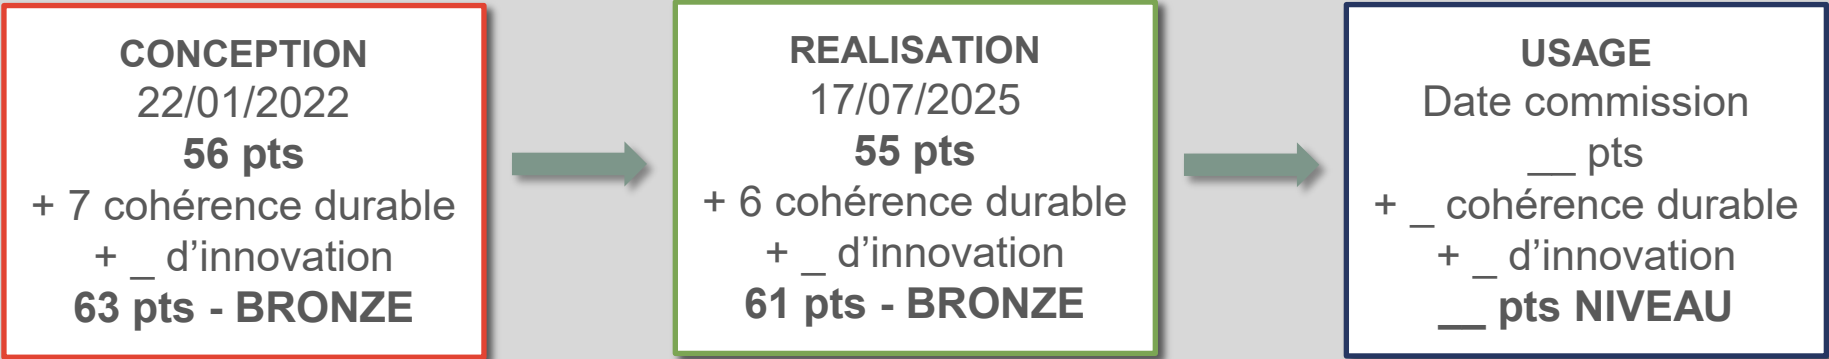 CONCEPTION
22/01/2022
56 pts
+ 7 cohérence durable
+ _ d’innovation
63 pts - BRONZE
REALISATION
17/07/2025
55 pts
+ 6 cohérence durable
+ _ d’innovation
61 pts - BRONZE
USAGE
Date commission
__ pts
+ _ cohérence durable
+ _ d’innovation
__ pts NIVEAU